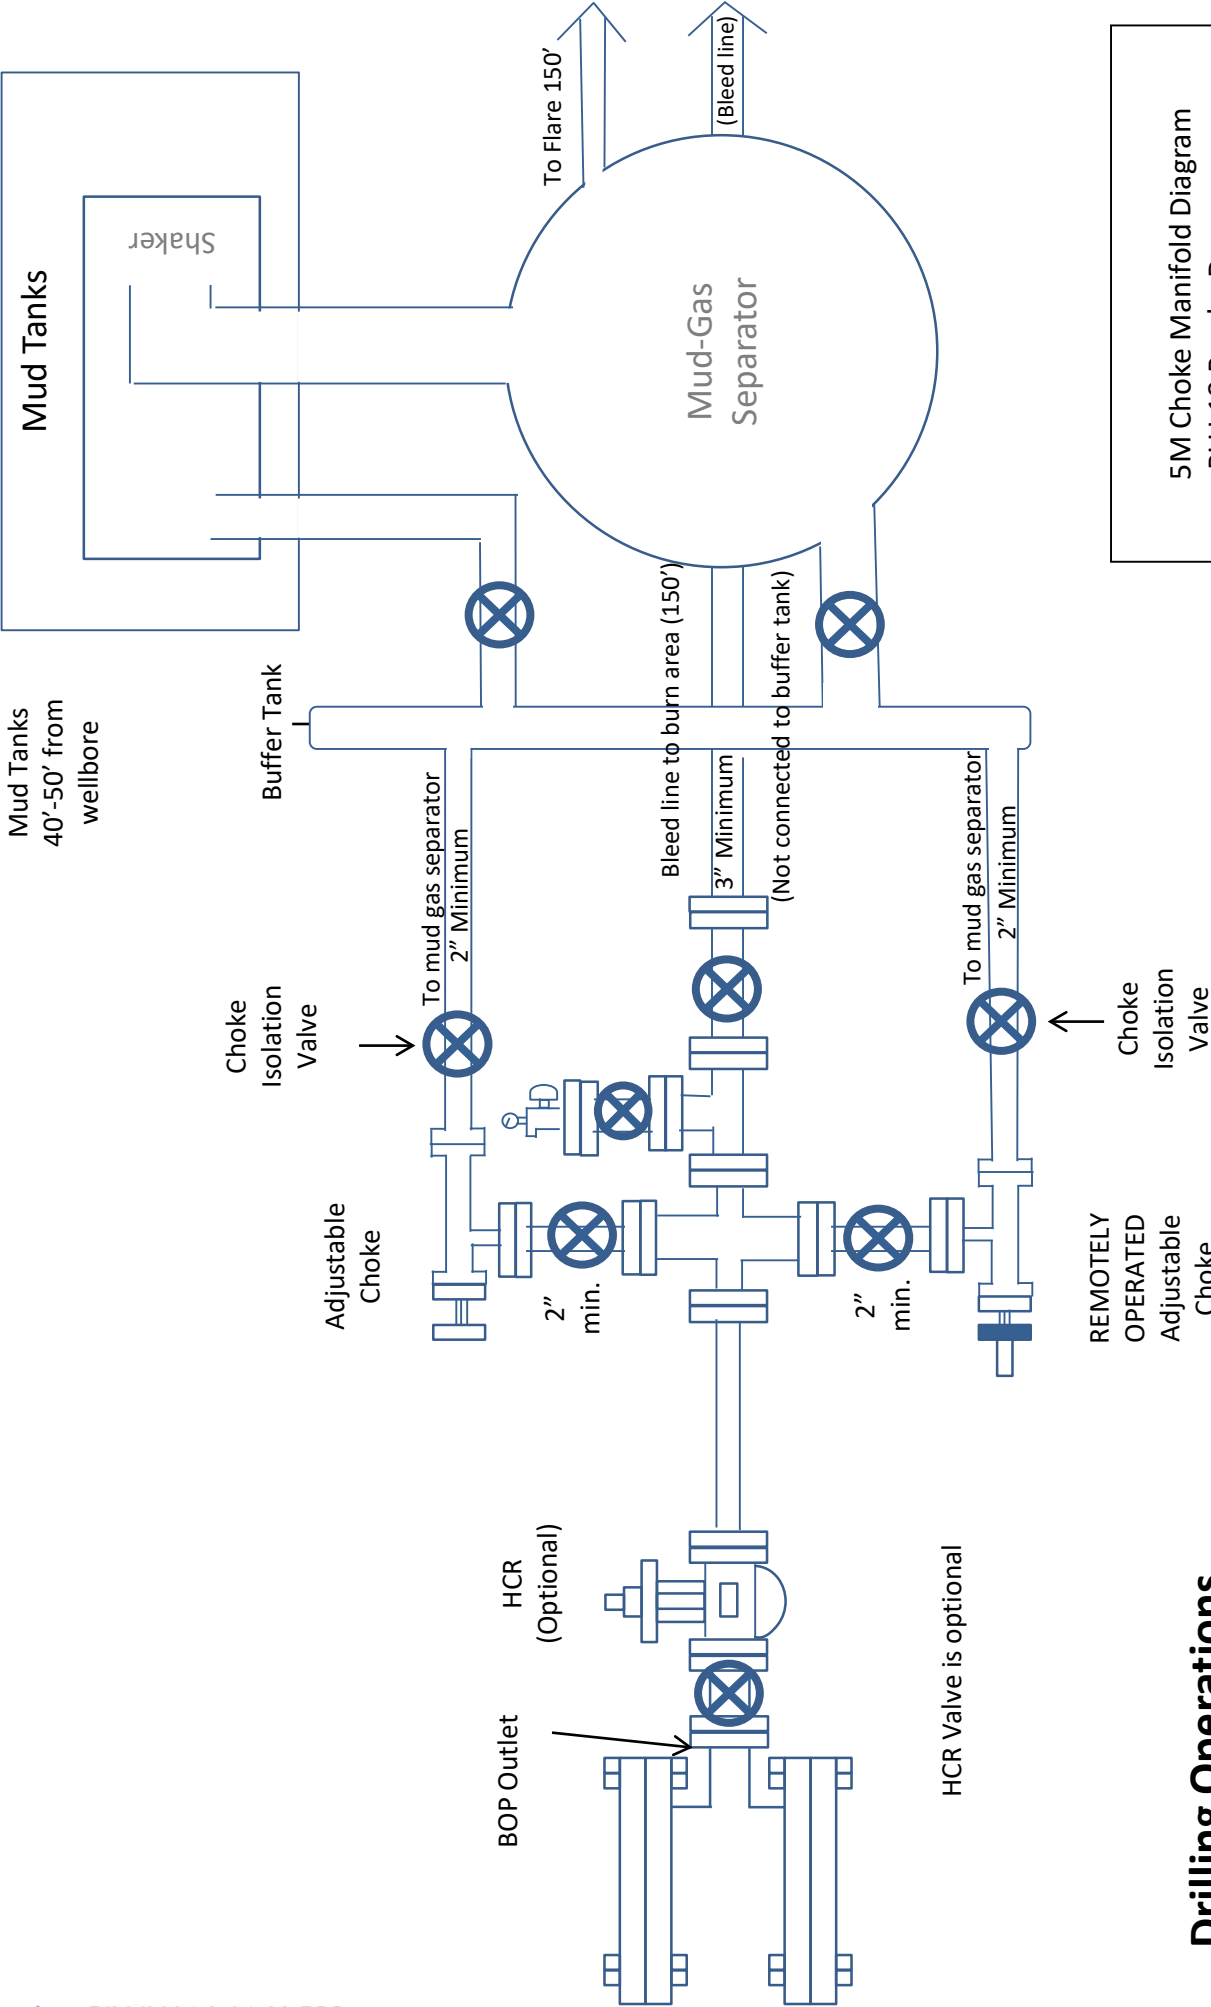 Mud Tanks
Shaker
To Flare 150’
(Bleed line)
Mud-Gas
Separator
5M Choke Manifold Diagram
Mud Tanks
40’-50’ from
wellbore
Buffer Tank
Bleed line to burn area (150’)
3” Minimum
(Not connected to buffer tank)
To mud gas separator
2” Minimum
To mud gas separator
2” Minimum
Choke
Isolation
Valve
Choke
Isolation
Valve
Adjustable
Choke
2”
min.
2”
min.
REMOTELY
OPERATED
Adjustable
Choke
HCR
(Optional)
HCR Valve is optional
BOP Outlet
Drilling Operations